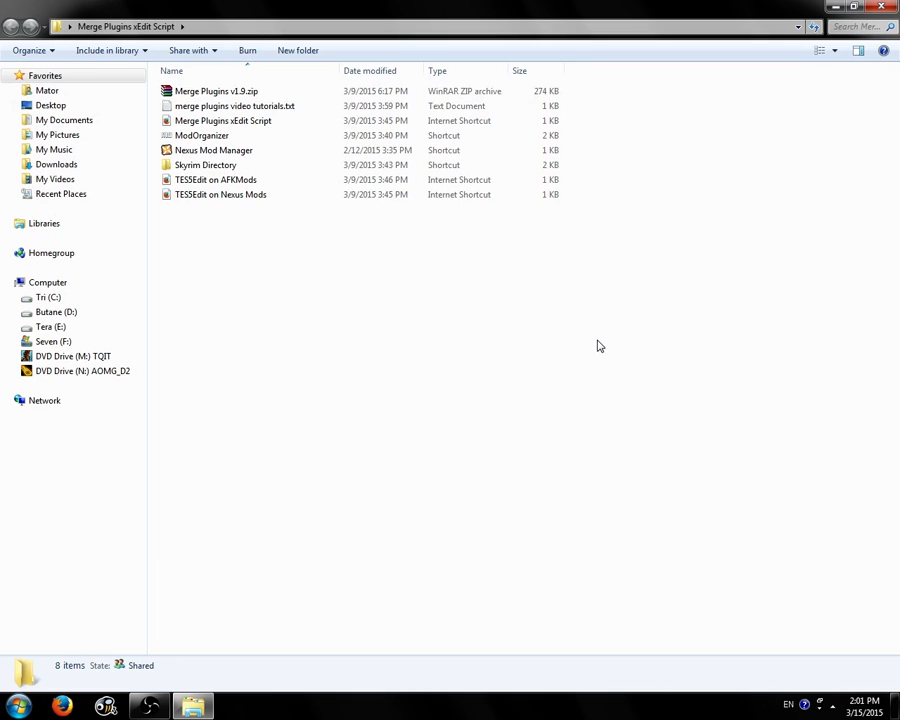 Merge Plugins xEdit Script
Search Mer...
Organize Include in library Share with Burn New folder
Name Date modified Type Size
Favorites
Mator
Desktop
My Documents
My Pictures
My Music
Downloads
My Videos
Recent Places
Libraries
Homegroup
Computer
Tri (C:)
Butane (D:)
Tera (E:)
Seven (F:)
DVD Drive (M:) TQIT
DVD Drive (N:) AOMG_D2
Network
Merge Plugins v1.9.zip 3/9/2015 6:17 PM WinRAR ZIP archive 274 KB
merge plugins video tutorials.txt 3/9/2015 3:59 PM Text Document 1 KB
Merge Plugins xEdit Script 3/9/2015 3:45 PM Internet Shortcut 1 KB
ModOrganizer 3/9/2015 3:40 PM Shortcut 2 KB
Nexus Mod Manager 2/12/2015 3:35 PM Shortcut 1 KB
Skyrim Directory 3/9/2015 3:43 PM Shortcut 2 KB
TES5Edit on AFKMods 3/9/2015 3:46 PM Internet Shortcut 1 KB
TES5Edit on Nexus Mods 3/9/2015 3:45 PM Internet Shortcut 1 KB
8 items State: Shared
EN 2:01 PM
3/15/2015